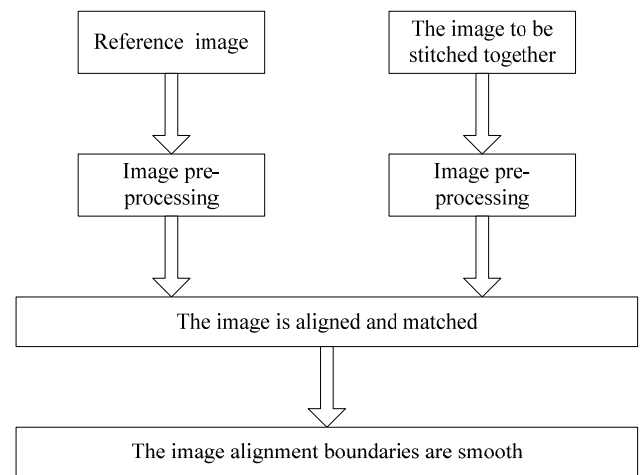 Reference image
The image to be
stitched together
Image pre-
processing
Image pre-
processing
The image is aligned and matched
The image alignment boundaries are smooth